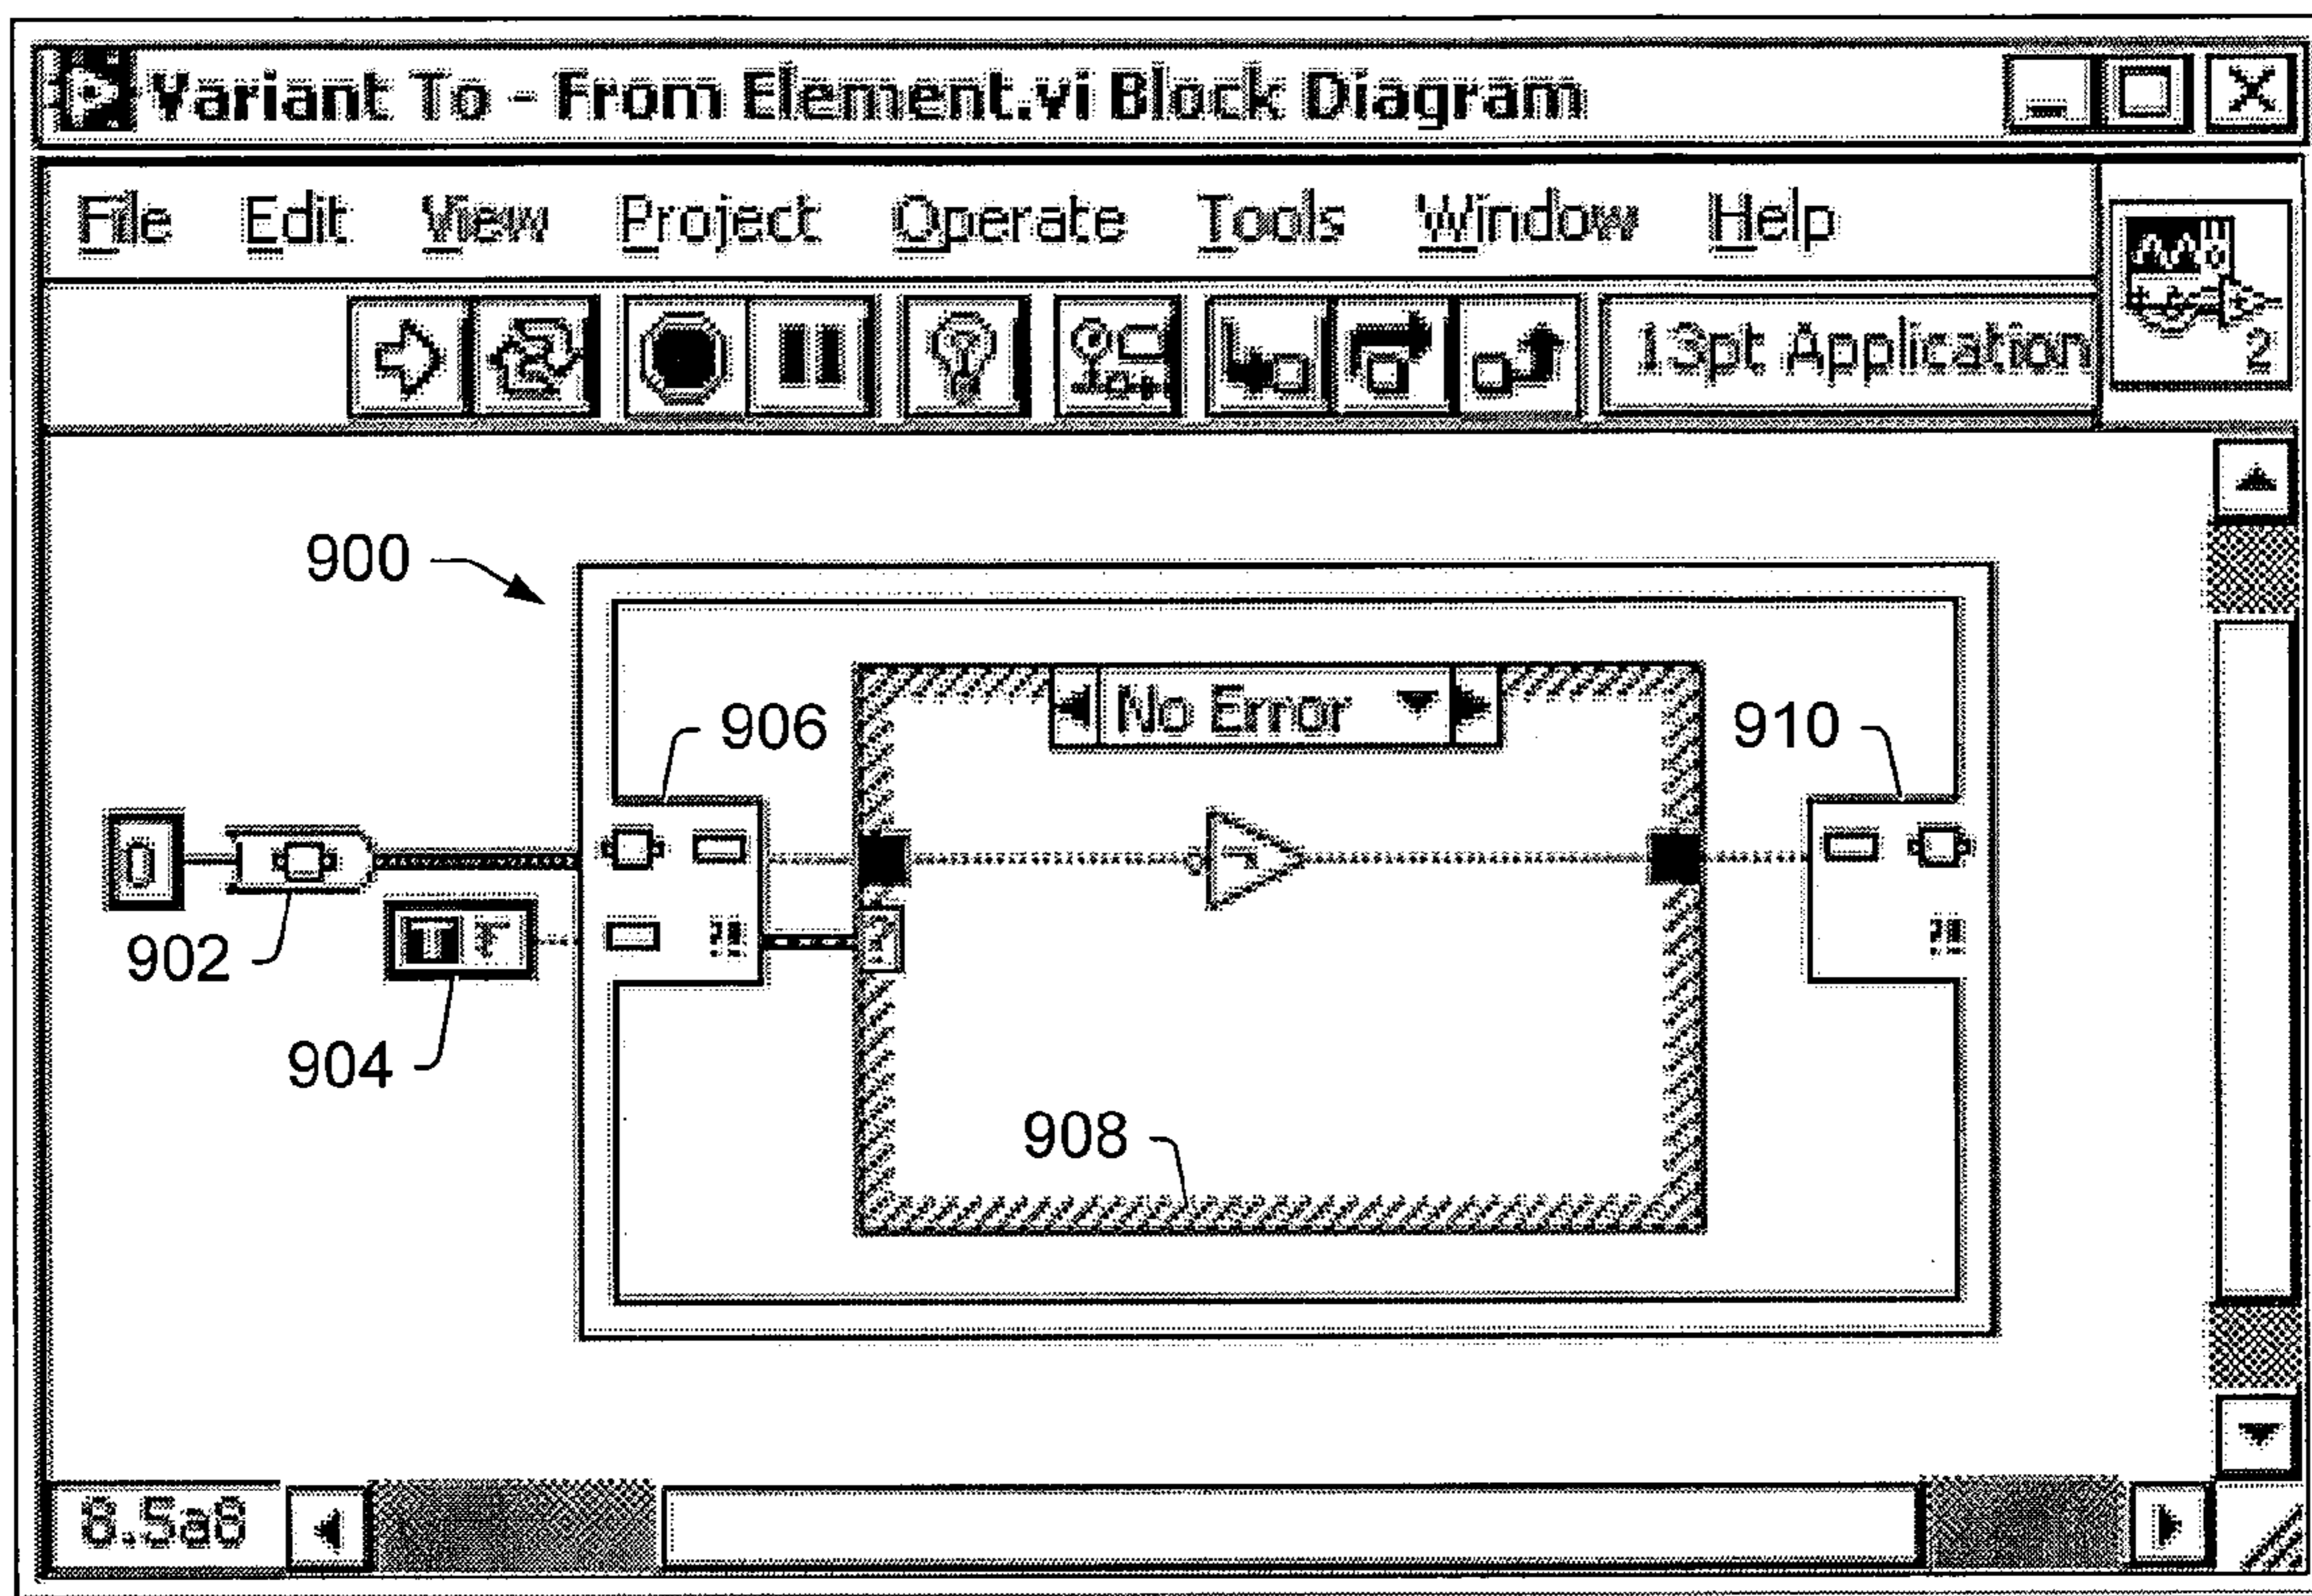 Variant To - From Element.vi Block Diagram
File Edit View Project Operate Tools Window Help
13pt Application
2
900
906
No Error
910
0
902
T F
?
904
908
8.5a8